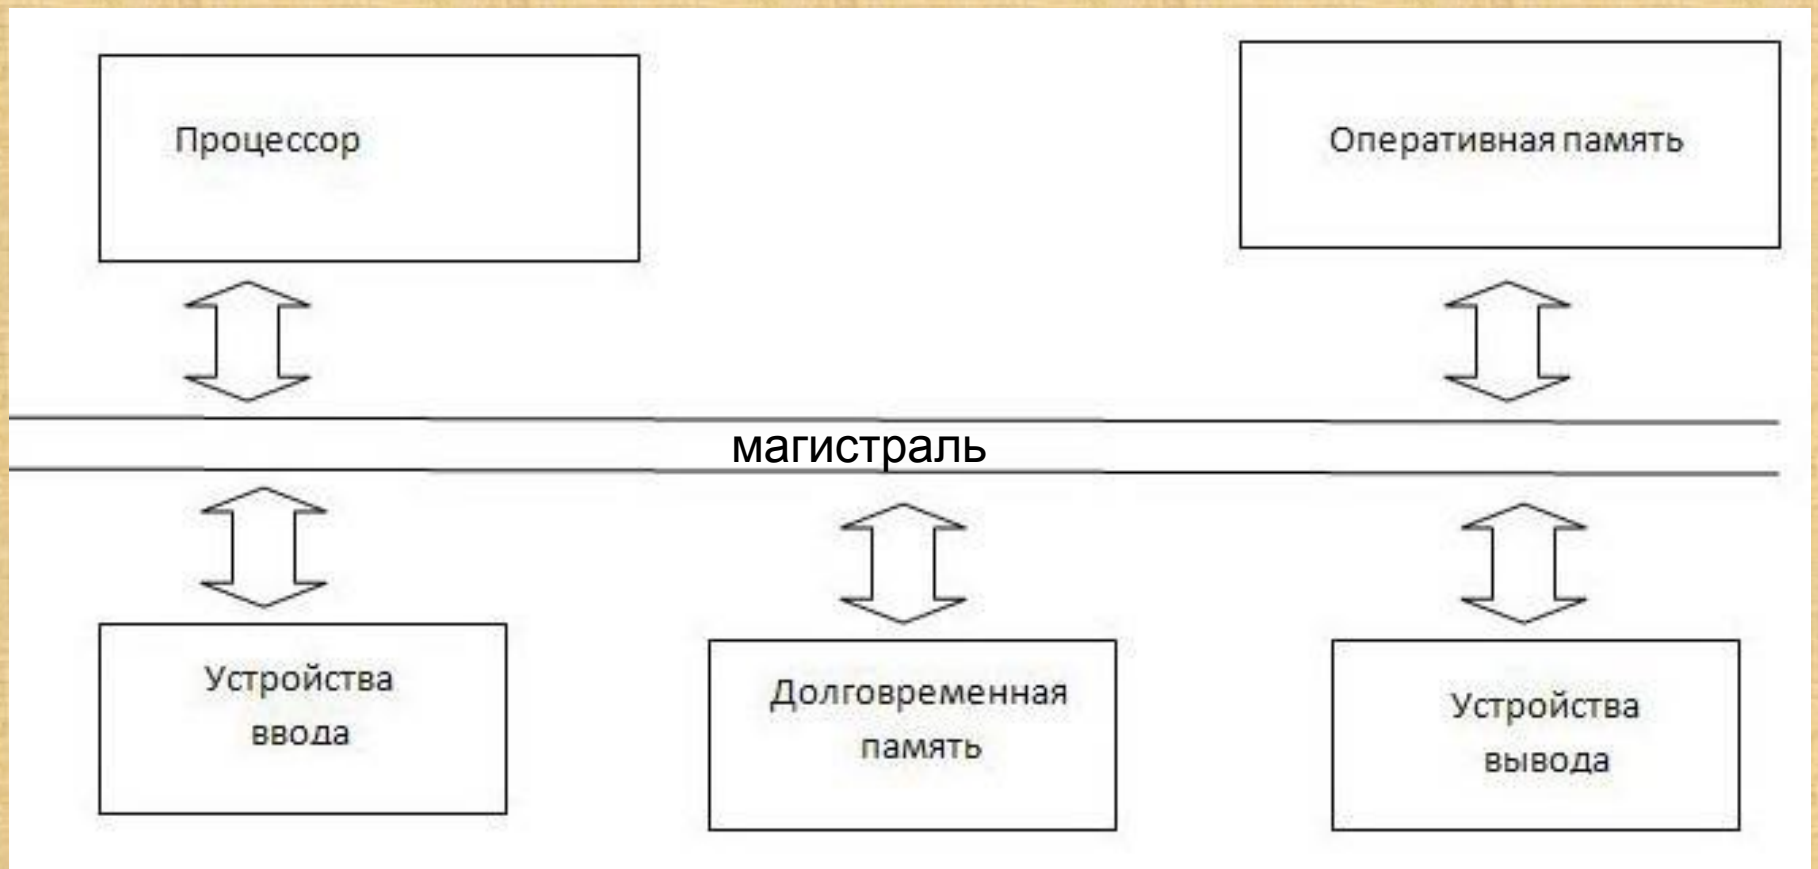 Процессор
Оперативная память
магистраль
Устройства
ввода
Долговременная
память
Устройства
вывода